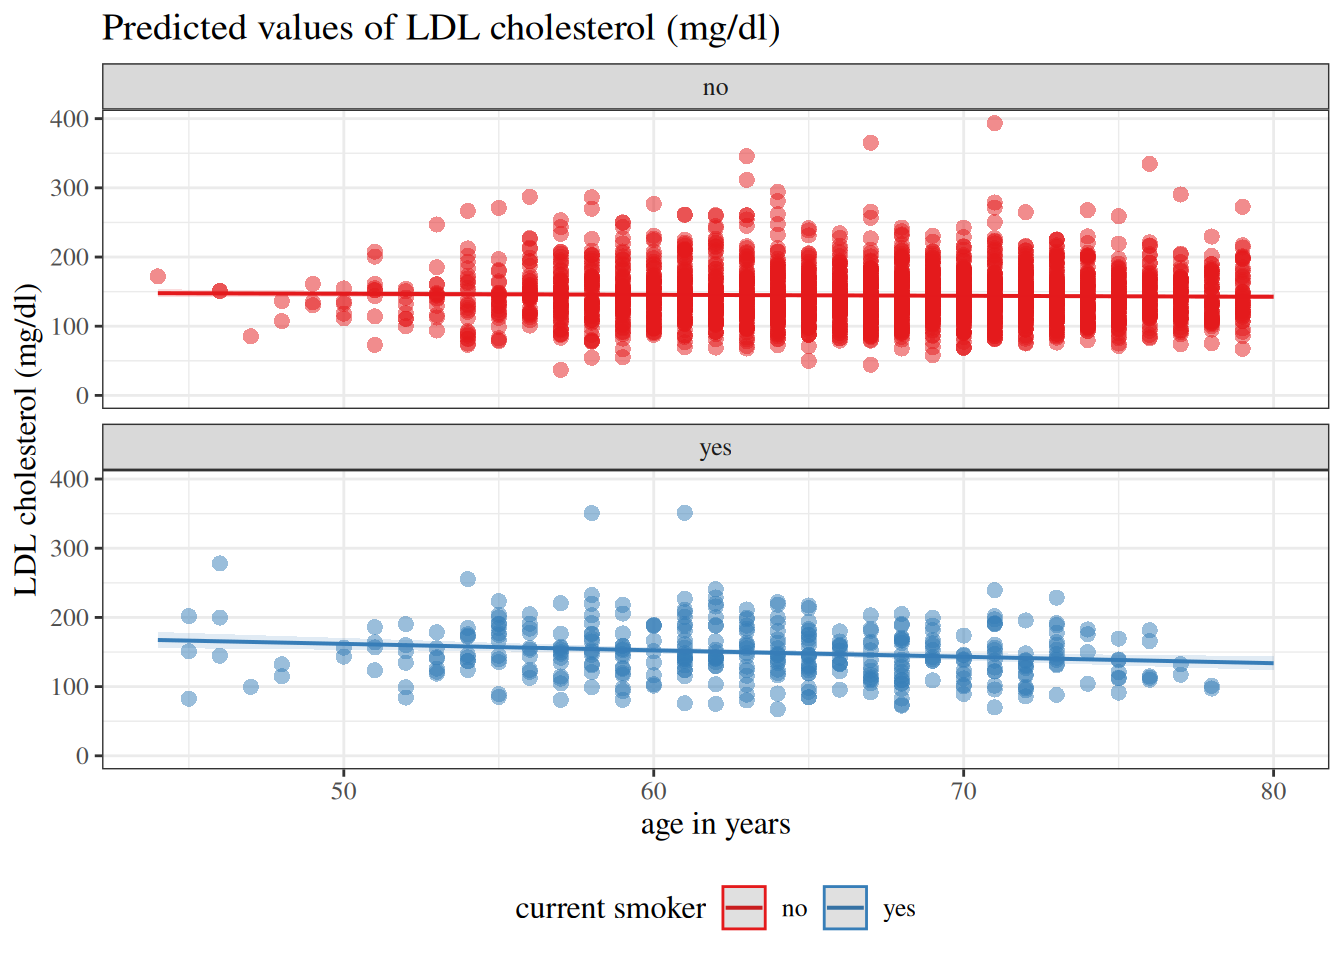 Predicted values of LDL cholesterol (mg/dl)
no
400
300
200
100
0
yes
400
300
200
100
0
LDL cholesterol (mg/dl)
50 60 70 80
age in years
current smoker no yes